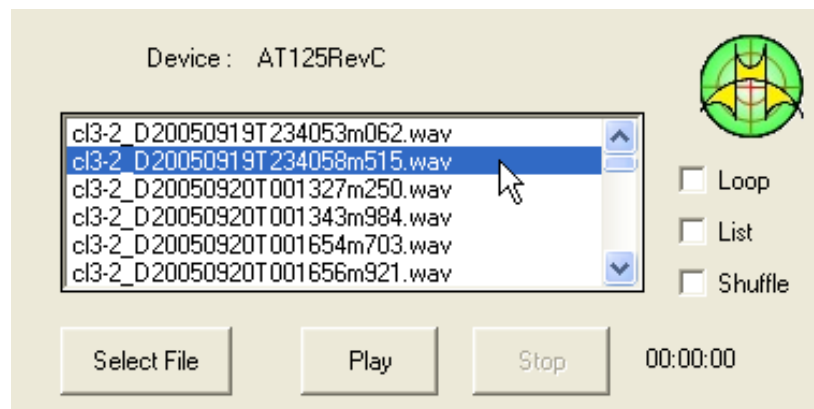 Device : AT125RevC
cl3-2_D20050919T234053m062.wav
cl3-2_D20050919T234058m515.wav
cl3-2_D20050920T001327m250.wav
cl3-2_D20050920T001343m984.wav
cl3-2_D20050920T001654m703.wav
cl3-2_D20050920T001656m921.wav
Loop
List
Shuffle
Select File Play Stop 00:00:00